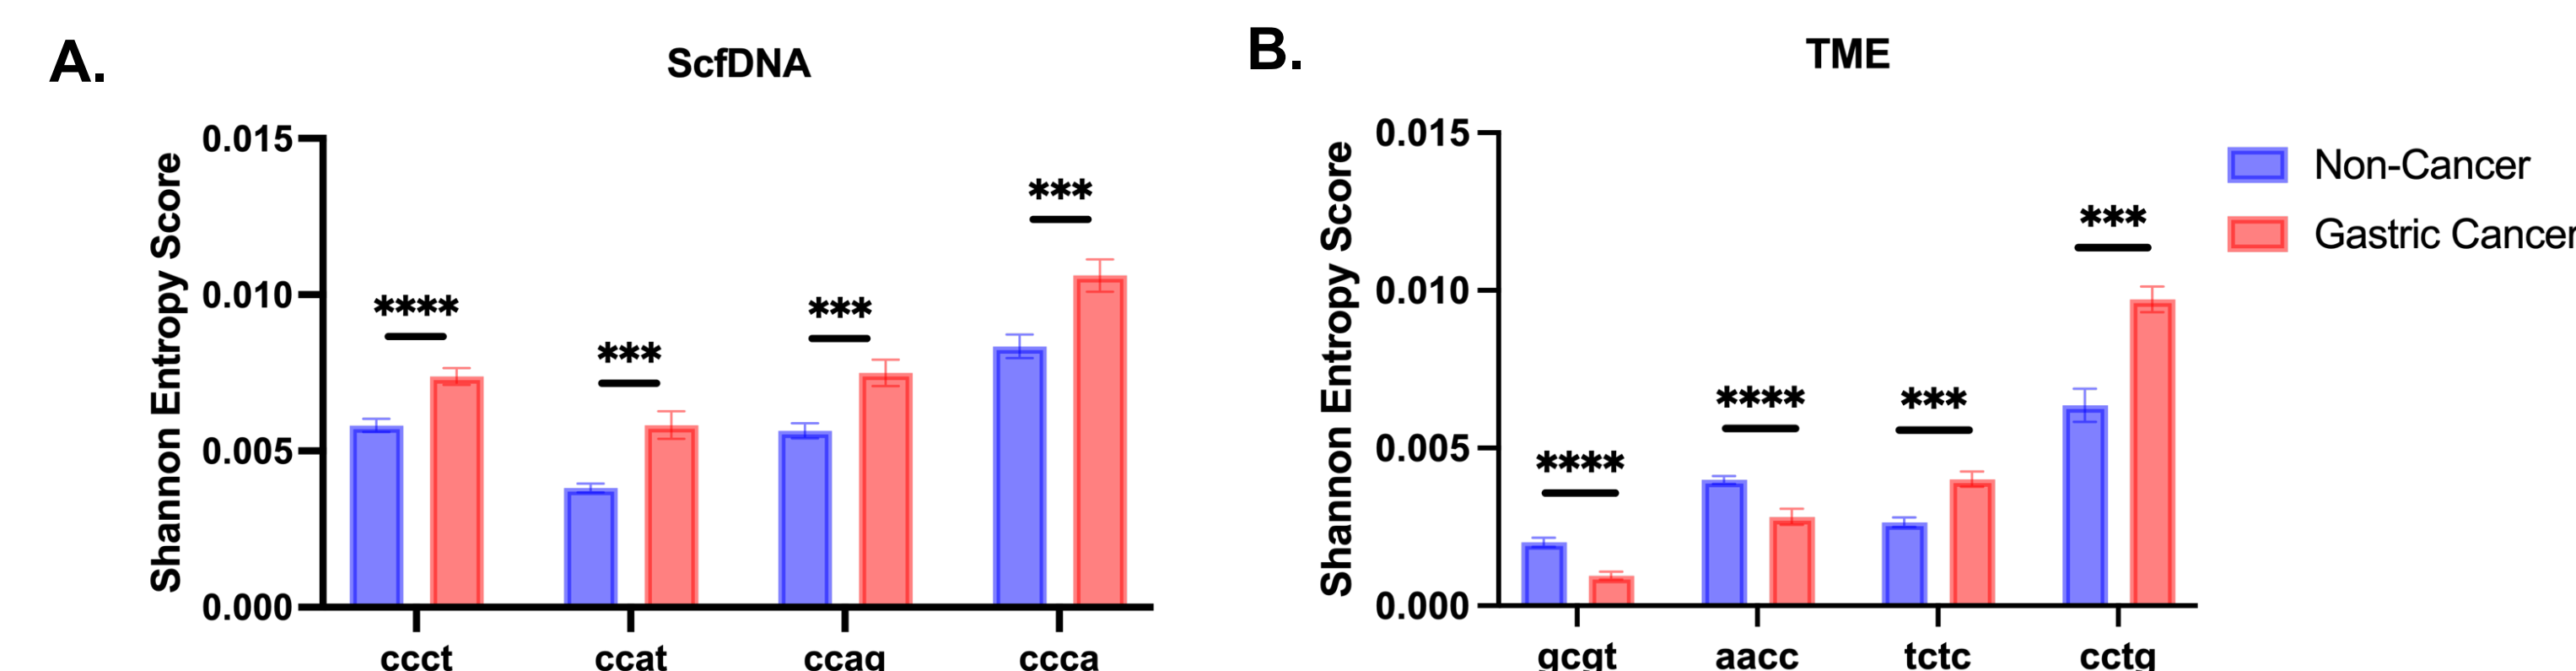 A.
ScfDNA
Shannon Entropy Score
0.015
0.010
0.005
0.000
****
***
***
***
ccct
ccat
ccag
ccca
B.
TME
Shannon Entropy Score
0.015
0.010
0.005
0.000
****
****
***
***
gcgt
aacc
tctc
cctg
Non-Cancer
Gastric Cancer